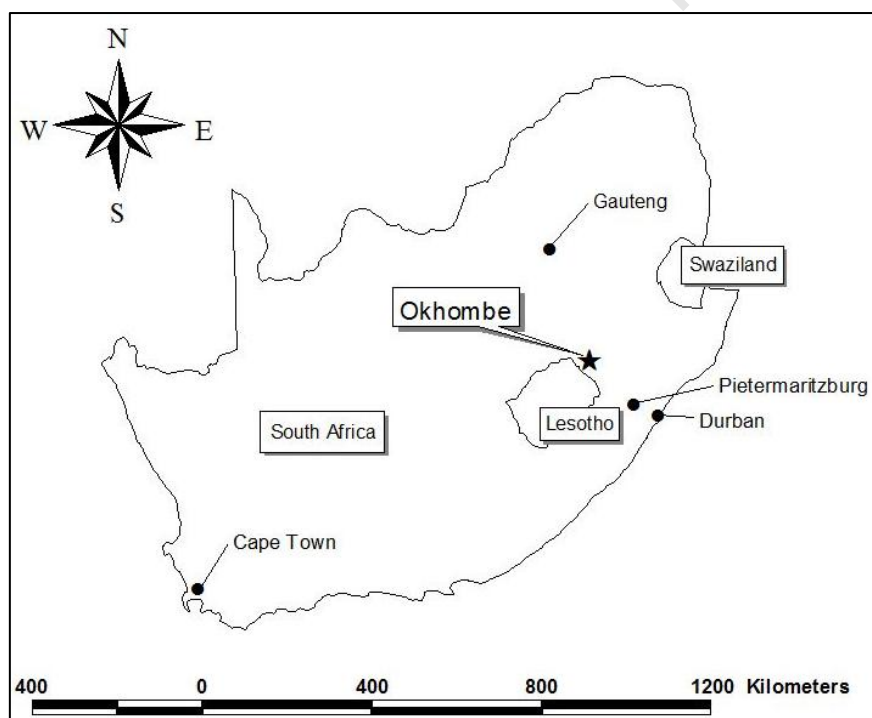 N
W E
S
Gauteng
Swaziland
Okhombe
Pietermaritzburg
Lesotho
Durban
South Africa
Cape Town
400 0 400 800 1200 Kilometers